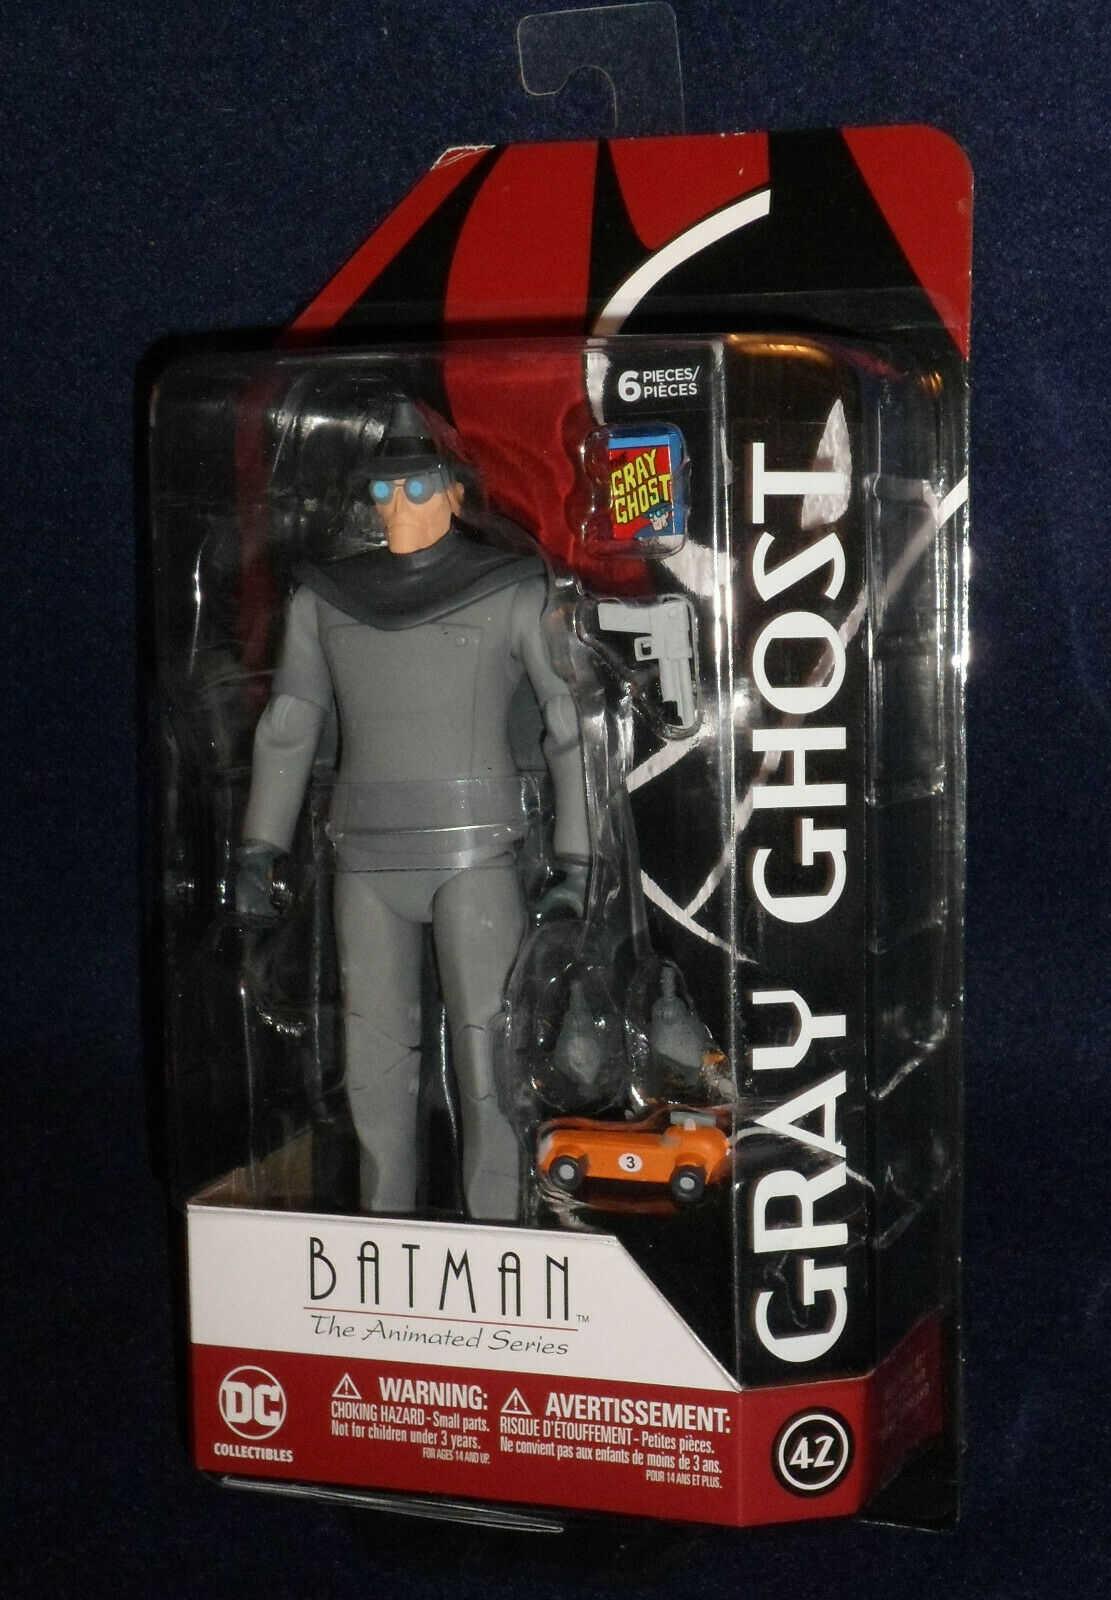 6 PIECES/
PIÈCES
THE
GRAY
GHOST
GRAY GHOST
3
BATMAN™
The Animated Series
DC
COLLECTIBLES
⚠ WARNING:
CHOKING HAZARD - Small parts.
Not for children under 3 years.
FOR AGES 14 AND UP.
⚠ AVERTISSEMENT:
RISQUE D'ÉTOUFFEMENT - Petites pièces.
Ne convient pas aux enfants de moins de 3 ans.
POUR 14 ANS ET PLUS.
42